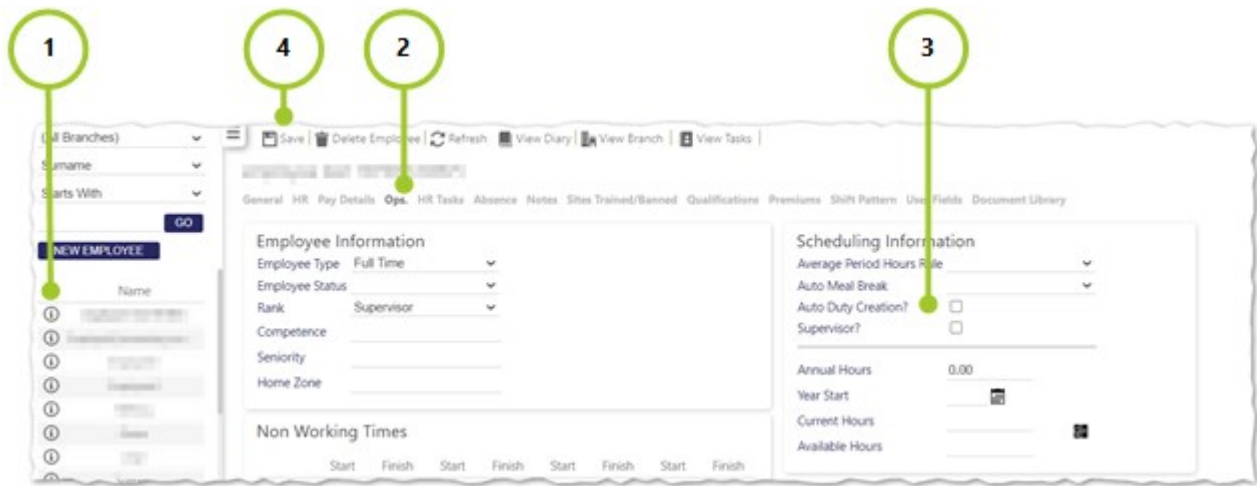 1
4
2
3
(All Branches)
Save Delete Employee Refresh View Diary View Branch View Tasks
Surname
Starts With
General HR Pay Details Ops. HR Tasks Absence Notes Sites Trained/Banned Qualifications Premiums Shift Pattern User Fields Document Library
GO
NEW EMPLOYEE
Name
Employee Information
Employee Type Full Time
Employee Status
Rank Supervisor
Competence
Seniority
Home Zone
Non Working Times
Start Finish Start Finish Start Finish Start Finish
Scheduling Information
Average Period Hours Rule
Auto Meal Break
Auto Duty Creation?
Supervisor?
Annual Hours 0.00
Year Start
Current Hours
Available Hours